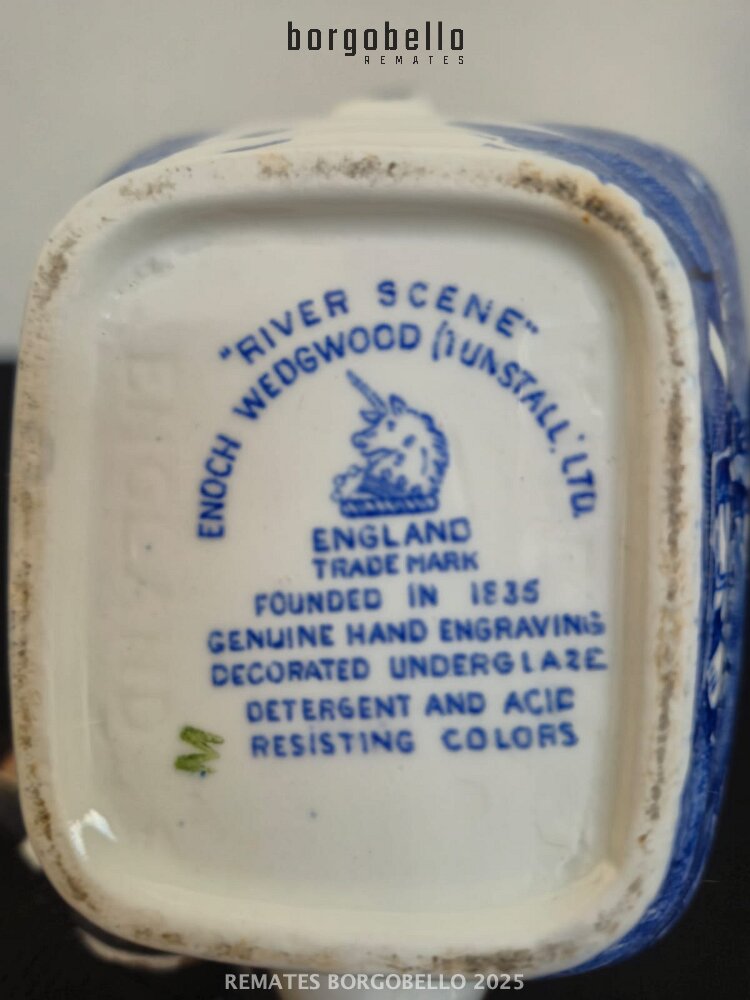 borgobello
REMATES
"RIVER SCENE"
ENOCH WEDGWOOD (TUNSTALL) LTD.
ENGLAND
TRADE MARK
FOUNDED IN 1835
GENUINE HAND ENGRAVING
DECORATED UNDERGLAZE
DETERGENT AND ACID
RESISTING COLORS
M
ENGLAND
REMATES BORGOBELLO 2025